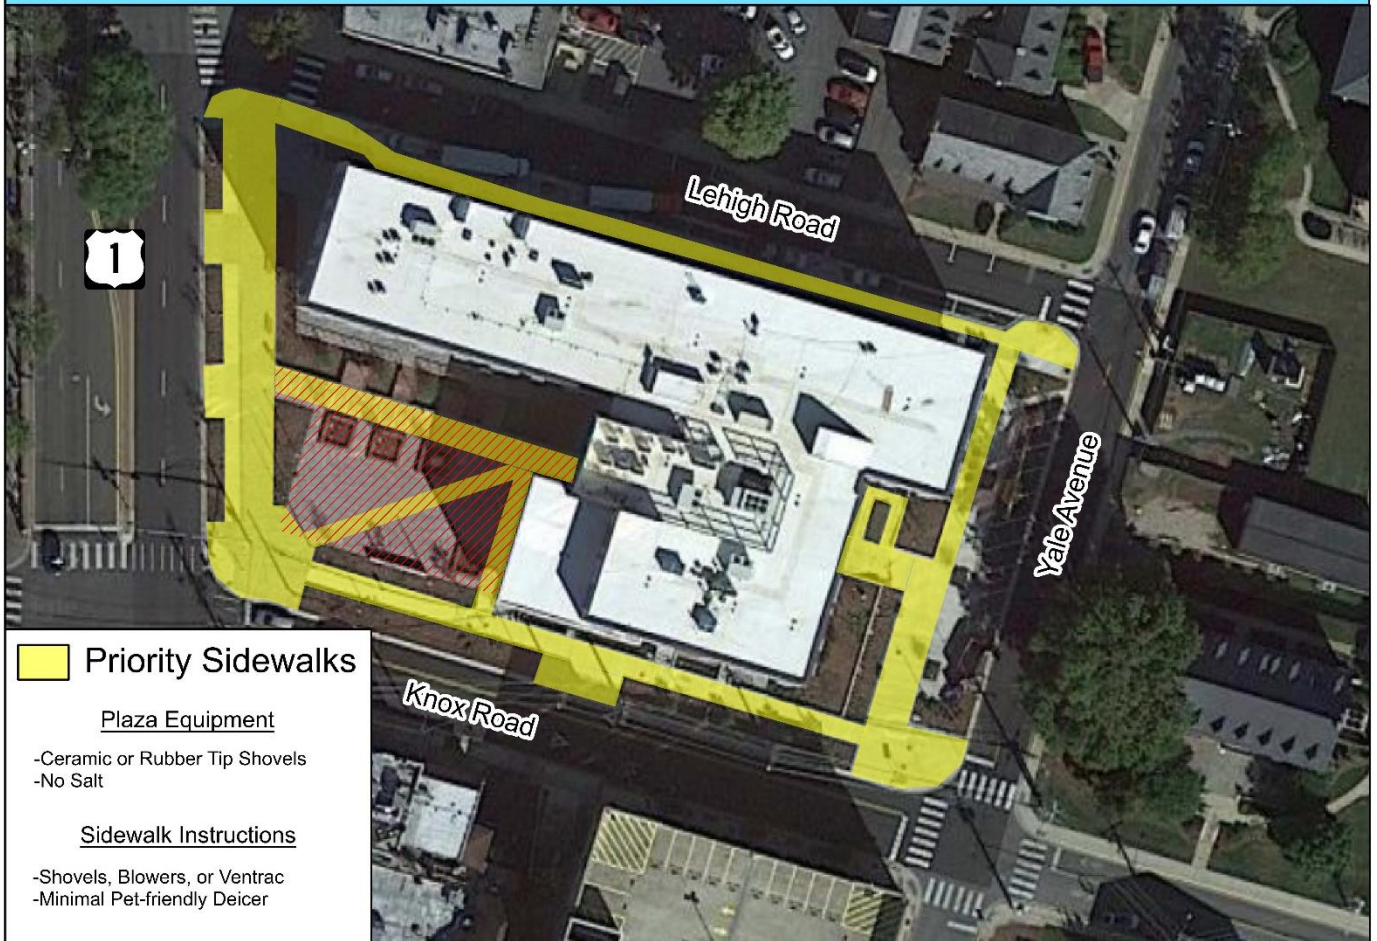 Lehigh Road
1
Yale Avenue
Knox Road
Priority Sidewalks
Plaza Equipment
-Ceramic or Rubber Tip Shovels
-No Salt
Sidewalk Instructions
-Shovels, Blowers, or Ventrac
-Minimal Pet-friendly Deicer